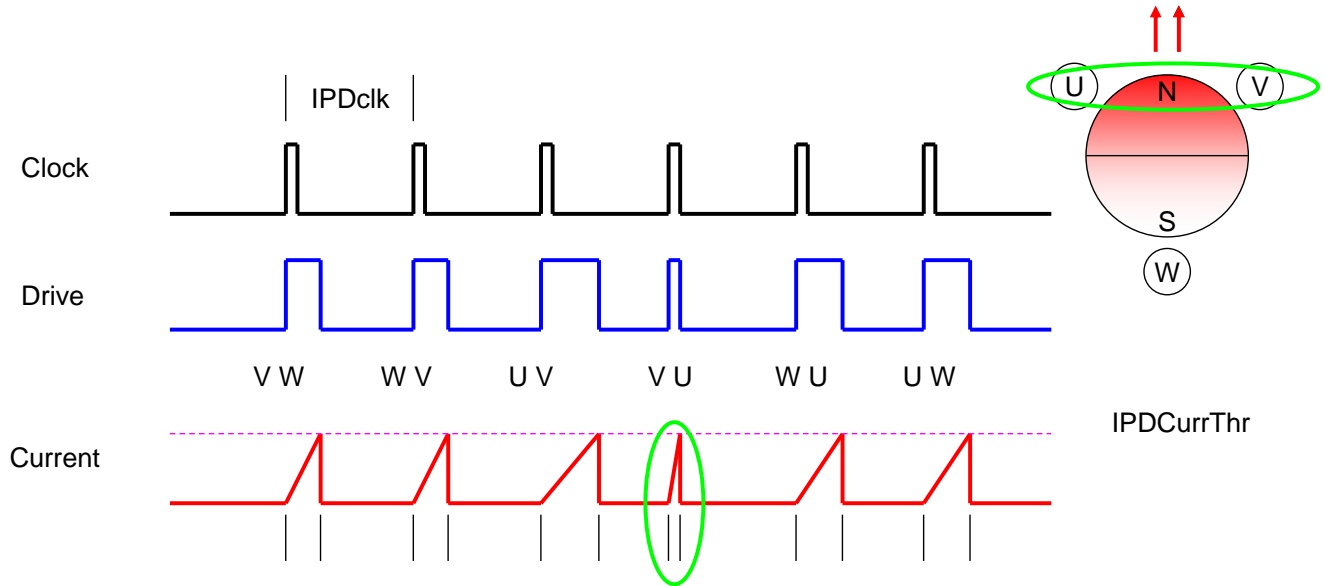 IPDclk
U
N
V
Clock
S
W
Drive
V W W V U V V U W U U W
IPDCurrThr
Current